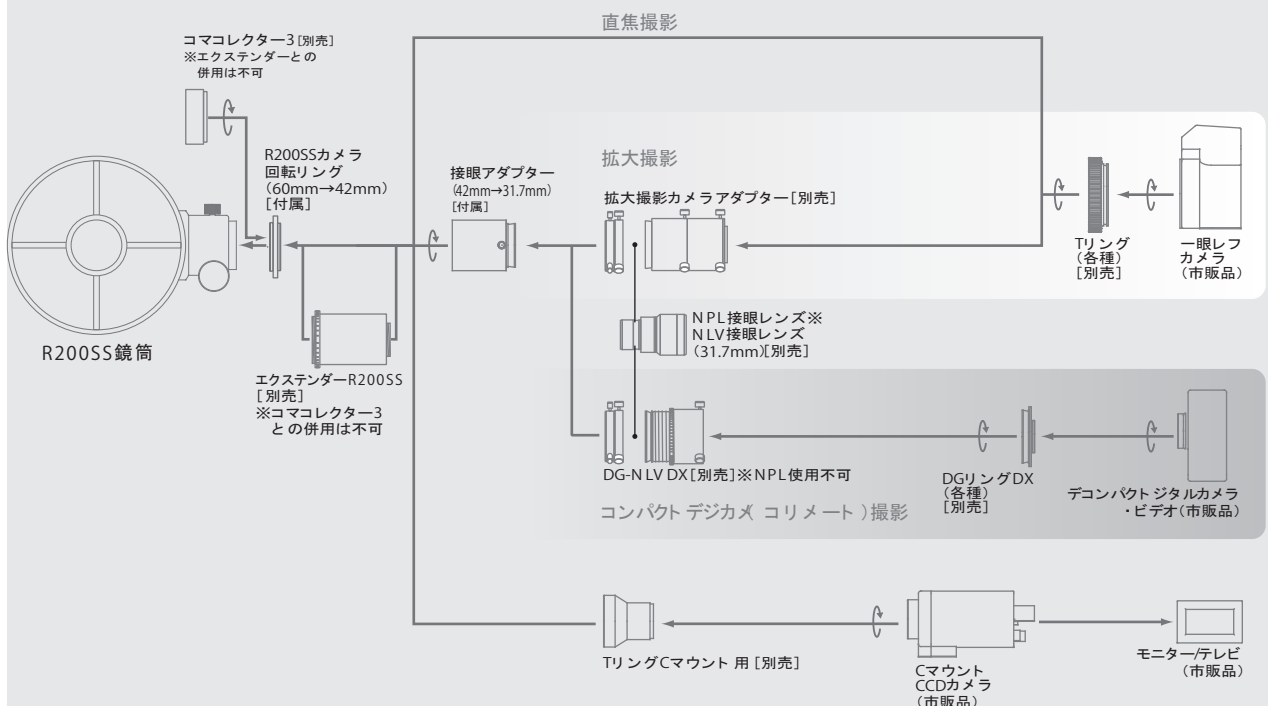 直焦撮影
コマコレクター3[別売]
※エクステンダーとの
併用は不可
R200SSカメラ
回転リング
(60mm→42mm)
[付属]
接眼アダプター
(42mm→31.7mm)
[付属]
拡大撮影
拡大撮影カメラアダプター[別売]
Tリング
(各種)
[別売]
一眼レフ
カメラ
(市販品)
R200SS鏡筒
エクステンダーR200SS
[別売]
※コマコレクター3
との併用は不可
NPL接眼レンズ※
NLV接眼レンズ
(31.7mm)[別売]
DG-NLV DX[別売]※NPL使用不可
DGリングDX
(各種)
[別売]
デコンパクトジタルカメラ
・ビデオ(市販品)
コンパクトデジカメ(コリメート)撮影
TリングCマウント用[別売]
Cマウント
CCDカメラ
(市販品)
モニター/テレビ
(市販品)